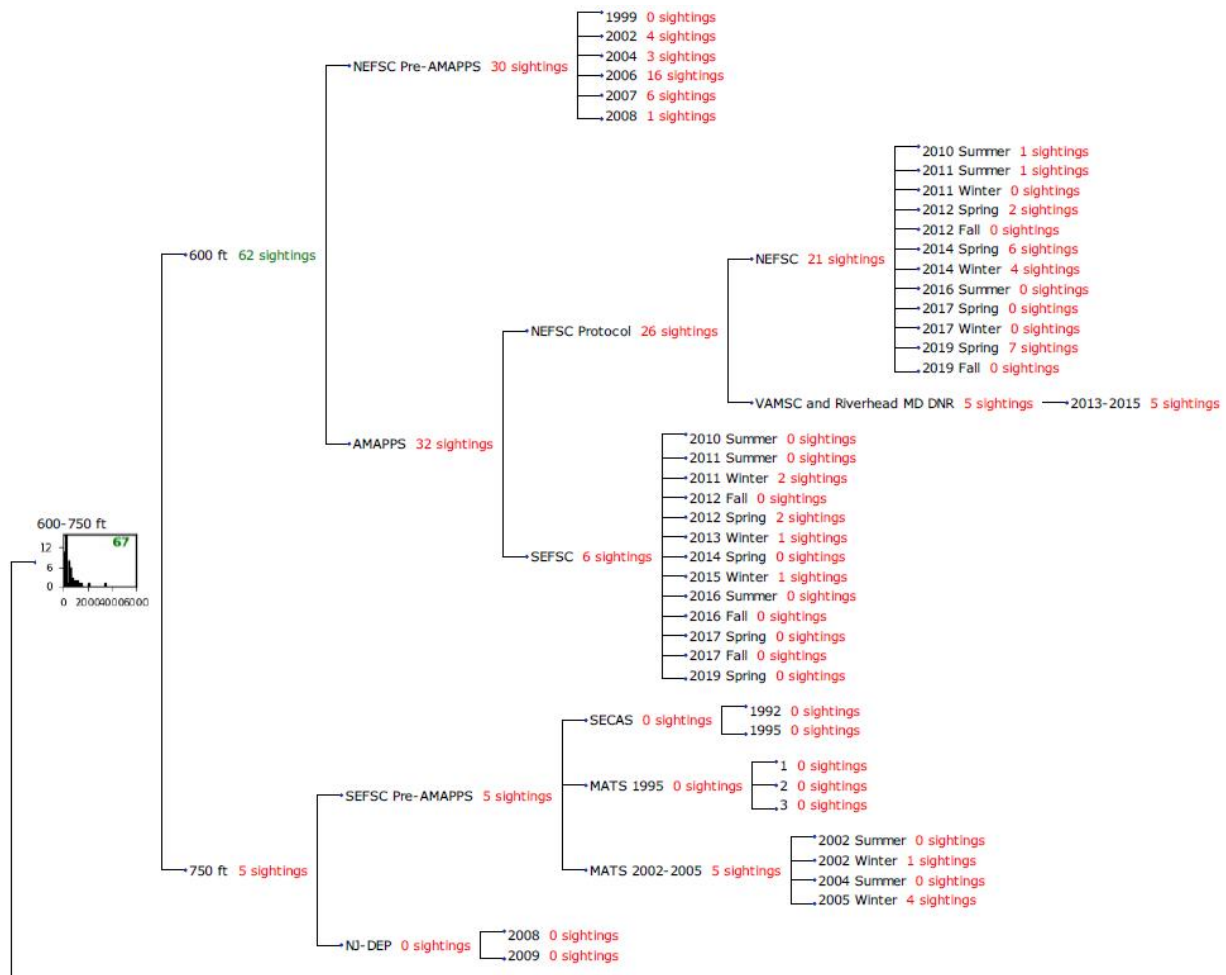 1999 0 sightings
2002 4 sightings
NEFSC Pre-AMAPPS 30 sightings
2004 3 sightings
2006 16 sightings
2007 6 sightings
2008 1 sightings
2010 Summer 1 sightings
2011 Summer 1 sightings
2011 Winter 0 sightings
2012 Spring 2 sightings
2012 Fall 0 sightings
2014 Spring 6 sightings
600 ft 62 sightings
NEFSC 21 sightings
2014 Winter 4 sightings
2016 Summer 0 sightings
2017 Spring 0 sightings
2017 Winter 0 sightings
NEFSC Protocol 26 sightings
2019 Spring 7 sightings
2019 Fall 0 sightings
VAMSC and Riverhead MD DNR 5 sightings
2013-2015 5 sightings
AMAPPS 32 sightings
2010 Summer 0 sightings
2011 Summer 0 sightings
2011 Winter 2 sightings
2012 Fall 0 sightings
2012 Spring 2 sightings
2013 Winter 1 sightings
SEFSC 6 sightings
2014 Spring 0 sightings
2015 Winter 1 sightings
2016 Summer 0 sightings
2016 Fall 0 sightings
2017 Spring 0 sightings
2017 Fall 0 sightings
2019 Spring 0 sightings
600-750 ft
67
12
6
0
0 2000 4000 6000
SECAS 0 sightings
1992 0 sightings
1995 0 sightings
SEFSC Pre-AMAPPS 5 sightings
MATS 1995 0 sightings
1 0 sightings
2 0 sightings
3 0 sightings
750 ft 5 sightings
MATS 2002-2005 5 sightings
2002 Summer 0 sightings
2002 Winter 1 sightings
2004 Summer 0 sightings
2005 Winter 4 sightings
NJ-DEP 0 sightings
2008 0 sightings
2009 0 sightings